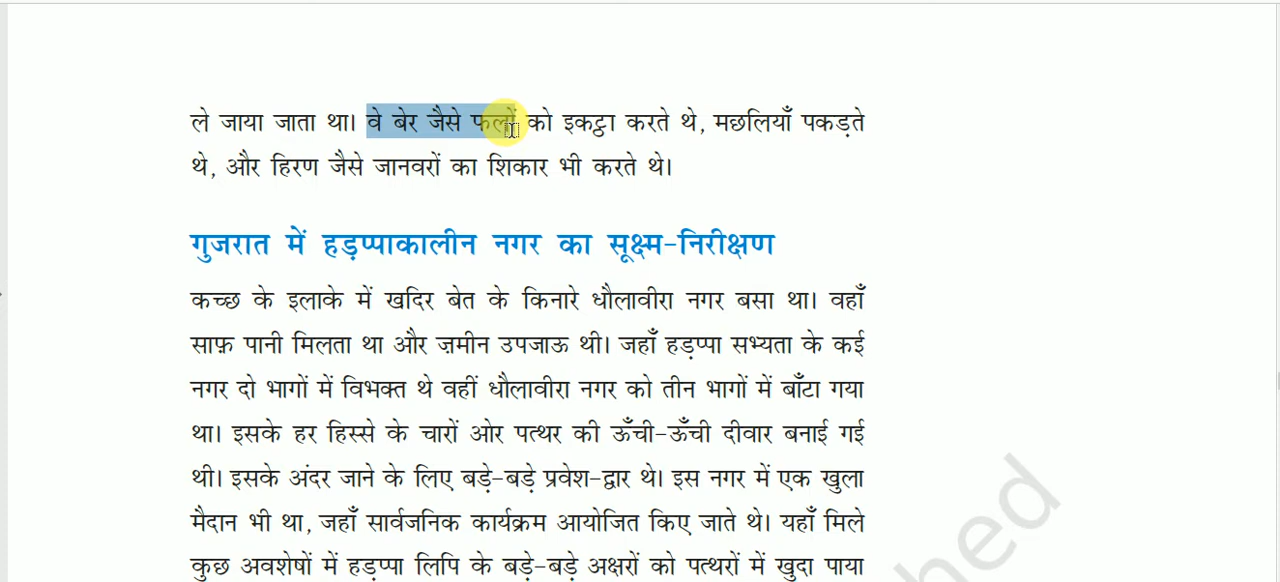 ले जाया जाता था। वे बेर जैसे फलों को इकट्ठा करते थे, मछलियाँ पकड़ते
थे, और हिरण जैसे जानवरों का शिकार भी करते थे।
गुजरात में हड़प्पाकालीन नगर का सूक्ष्म-निरीक्षण
कच्छ के इलाके में खदिर बेत के किनारे धौलावीरा नगर बसा था। वहाँ
साफ़ पानी मिलता था और ज़मीन उपजाऊ थी। जहाँ हड़प्पा सभ्यता के कई
नगर दो भागों में विभक्त थे वहीं धौलावीरा नगर को तीन भागों में बाँटा गया
था। इसके हर हिस्से के चारों ओर पत्थर की ऊँची-ऊँची दीवार बनाई गई
थी। इसके अंदर जाने के लिए बड़े-बड़े प्रवेश-द्वार थे। इस नगर में एक खुला
मैदान भी था, जहाँ सार्वजनिक कार्यक्रम आयोजित किए जाते थे। यहाँ मिले
कुछ अवशेषों में हड़प्पा लिपि के बड़े-बड़े अक्षरों को पत्थरों में खुदा पाया
hed